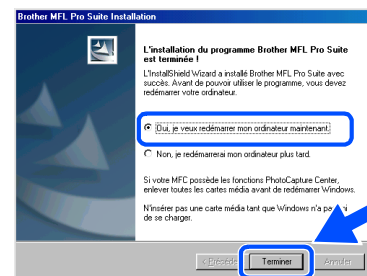 Brother MFL Pro Suite Installation
L'installation du programme Brother MFL Pro Suite
est terminée !
L'InstallShield Wizard a installé Brother MFL Pro Suite avec
succès. Avant de pouvoir utiliser le programme, vous devez
redémarrer votre ordinateur.
Oui, je veux redémarrer mon ordinateur maintenant.
Non, je redémarrerai mon ordinateur plus tard.
Si votre MFC possède les fonctions PhotoCapture Center,
enlever toutes les cartes média avant de redémarrer Windows.
N'insérer pas une carte média tant que Windows n'a
de se charger.
Terminer
Annuler